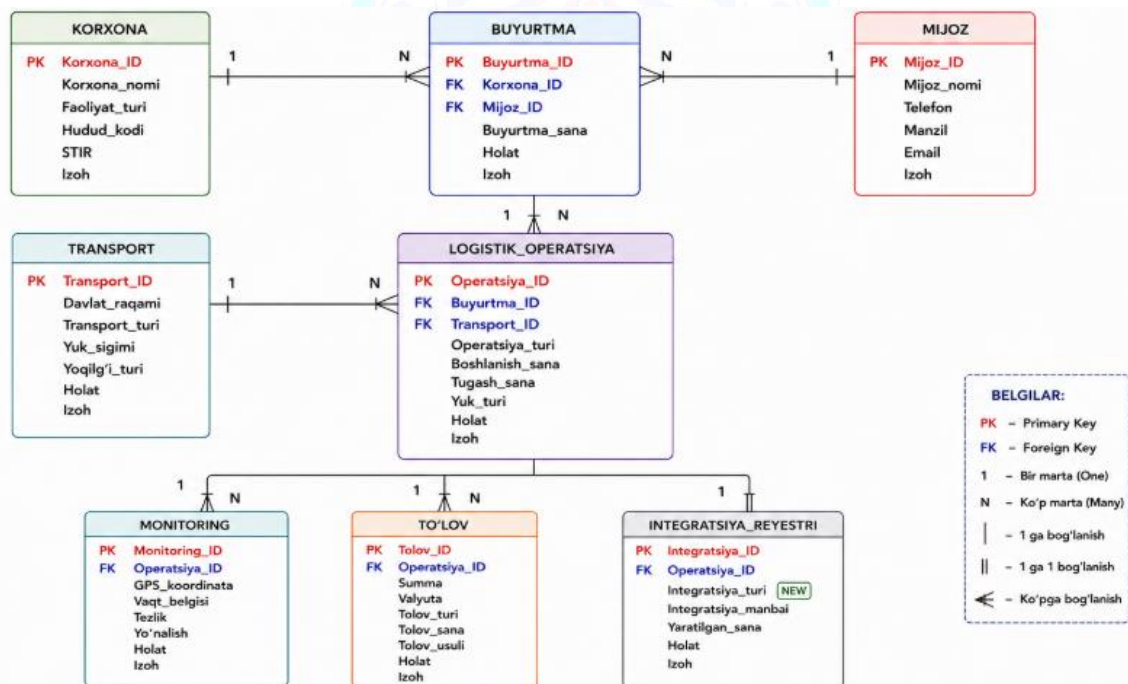 KORXONA
PK Korxona_ID
Korxona_nomi
Faoliyat_turi
Hudud_kodi
STIR
Izoh
1 N
BUYURTMA
PK Buyurtma_ID
FK Korxona_ID
FK Mijoz_ID
Buyurtma_sana
Holat
Izoh
N 1
MIJOZ
PK Mijoz_ID
Mijoz_nomi
Telefon
Manzil
Email
Izoh
1 N
TRANSPORT
PK Transport_ID
Davlat_raqami
Transport_turi
Yuk_sigimi
Yoqilg‘i_turi
Holat
Izoh
1 N
LOGISTIK_OPERATSIYA
PK Operatsiya_ID
FK Buyurtma_ID
FK Transport_ID
Operatsiya_turi
Boshlanish_sana
Tugash_sana
Yuk_turi
Holat
Izoh
1 N
MONITORING
PK Monitoring_ID
FK Operatsiya_ID
GPS_koordinata
Vaqt_belgisi
Tezlik
Yo‘nalish
Holat
Izoh
1 N
TO‘LOV
PK Tolov_ID
FK Operatsiya_ID
Summa
Valyuta
Tolov_turi
Tolov_sana
Tolov_usuli
Holat
Izoh
1
INTEGRATSIYA_REYESTRI
PK Integratsiya_ID
FK Operatsiya_ID
Integratsiya_turi NEW
Integratsiya_manbai
Yaratilgan_sana
Holat
Izoh
BELGILAR:
PK – Primary Key
FK – Foreign Key
1 – Bir marta (One)
N – Ko‘p marta (Many)
– 1 ga bog‘lanish
– 1 ga 1 bog‘lanish
– Ko‘pga bog‘lanish